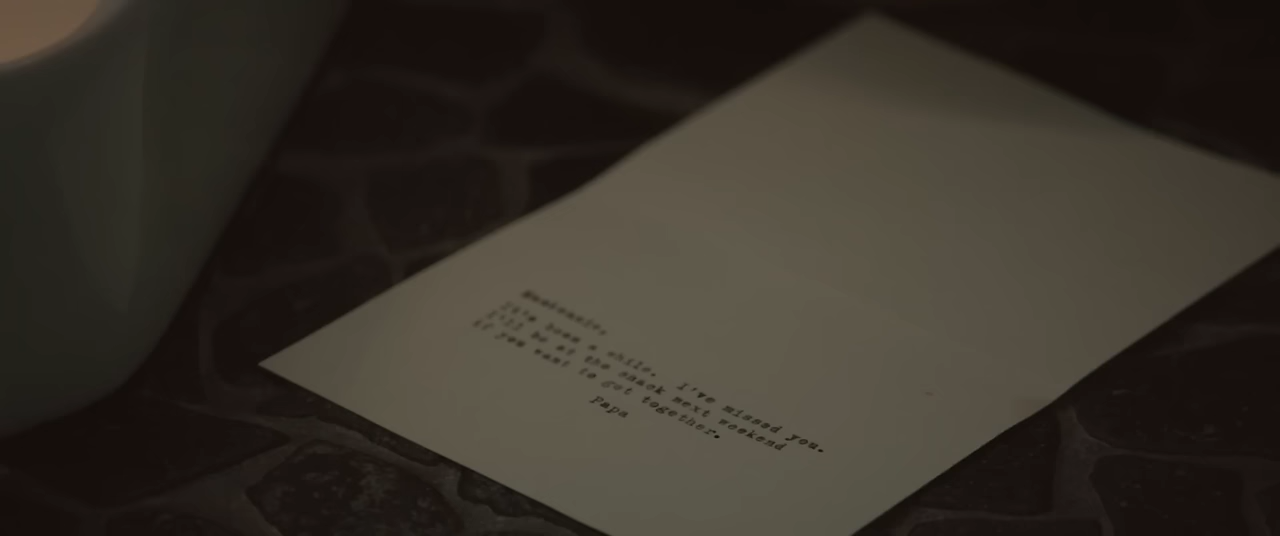 Mackenzie,
It's been a while. I've missed you.
I'll be at the shack next weekend
if you want to get together.
Papa